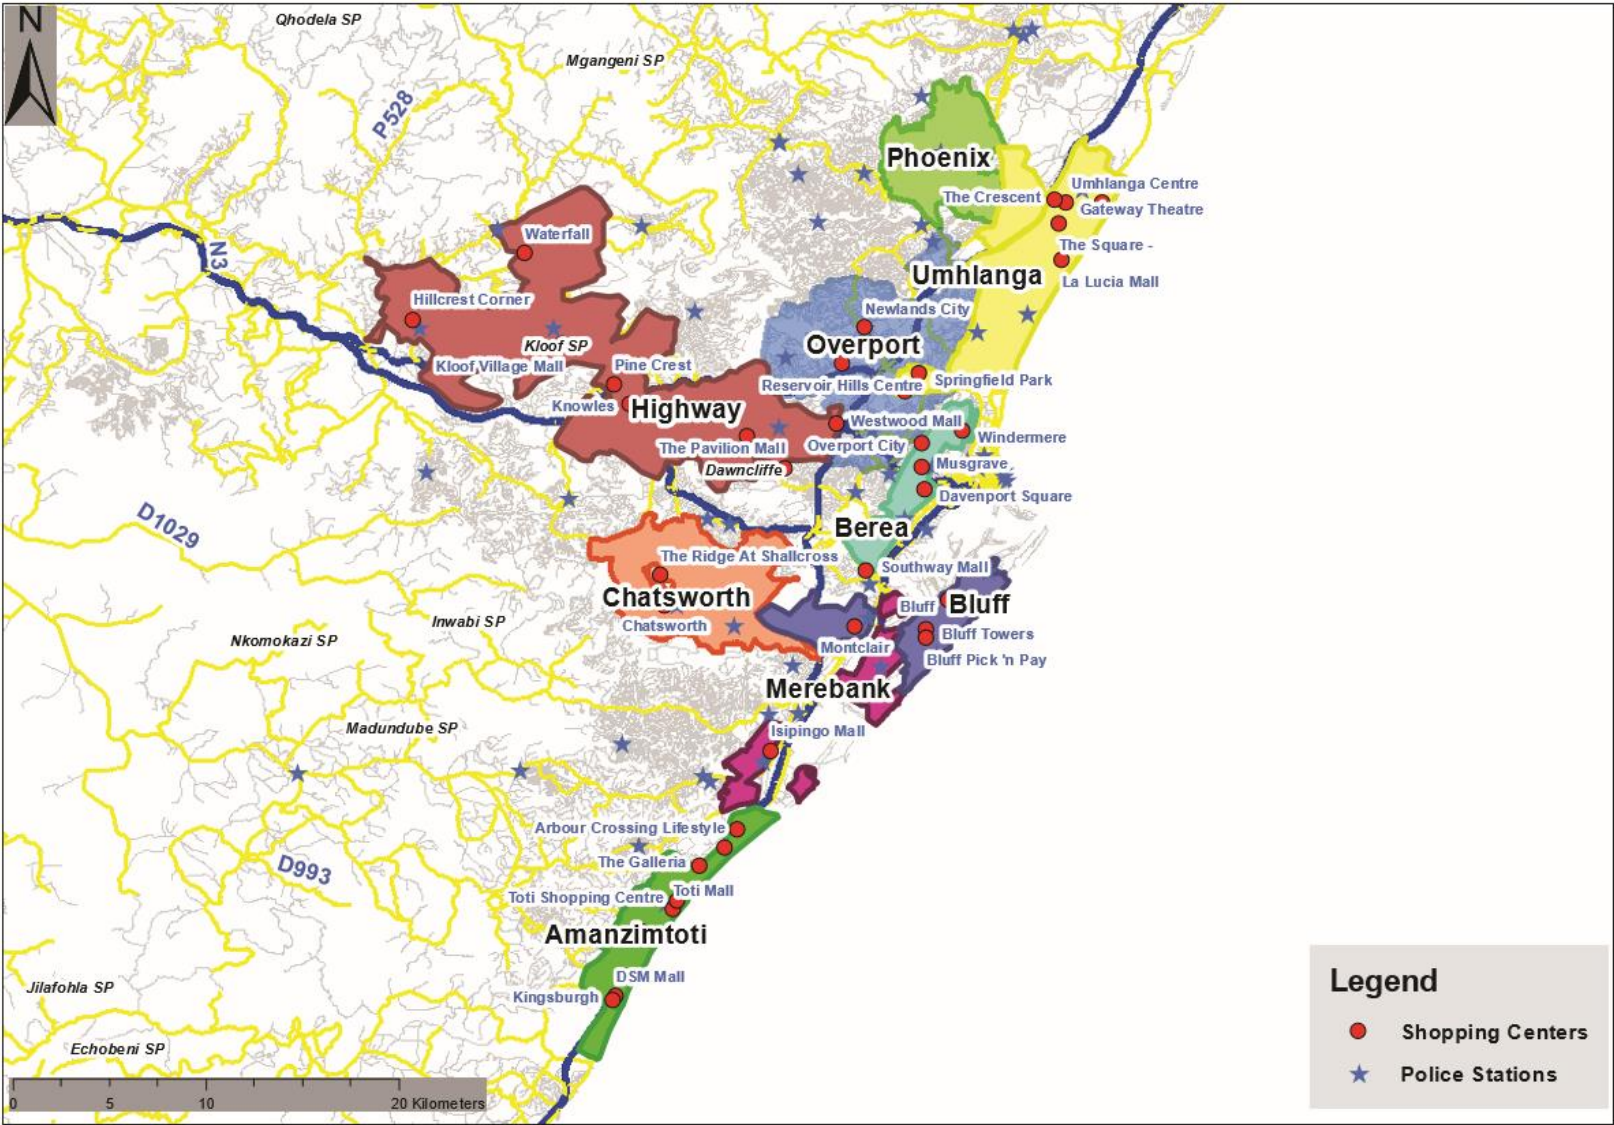 N
Qhodela SP
Mgangeni SP
P528
Phoenix
Umhlanga Centre
The Crescent
Gateway Theatre
Waterfall
The Square -
N3
Umhlanga
La Lucia Mall
Hillcrest Corner
Newlands City
Kloof SP
Overport
Kloof Village Mall
Pine Crest
Reservoir Hills Centre
Springfield Park
Knowles
Highway
Westwood Mall
Windermere
The Pavilion Mall
Overport City
Dawncliffe
Musgrave
Davenport Square
D1029
Berea
The Ridge At Shallcross
Southway Mall
Chatsworth
Bluff
Bluff
Inwabi SP
Chatsworth
Nkomokazi SP
Bluff Towers
Montclair
Bluff Pick 'n Pay
Merebank
Madundube SP
Isipingo Mall
Arbour Crossing Lifestyle
The Galleria
D993
Toti Mall
Toti Shopping Centre
Amanzimtoti
DSM Mall
Kingsburgh
Jilafohla SP
Echobeni SP
0 5 10 20 Kilometers
Legend
Shopping Centers
Police Stations